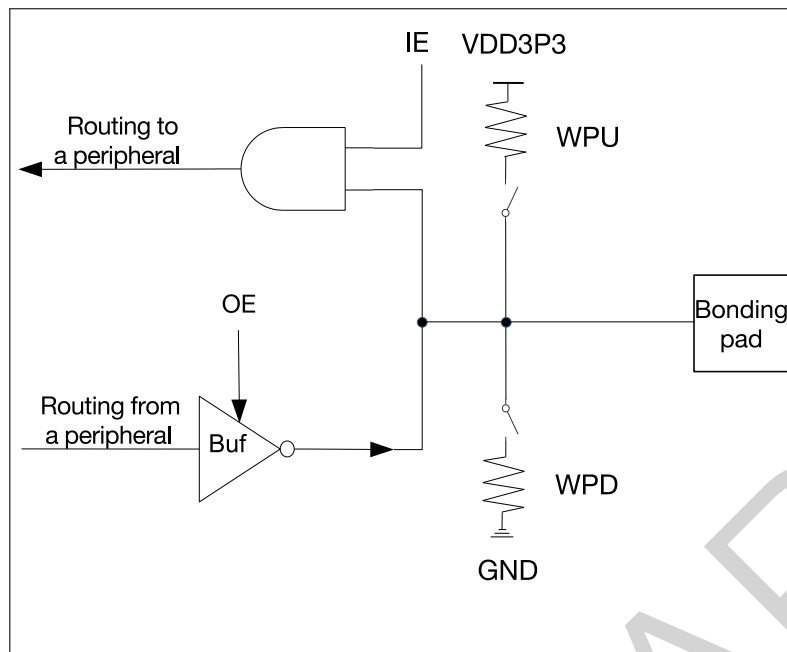 IE
VDD3P3
Routing to
a peripheral
WPU
OE
Bonding
pad
Routing from
a peripheral
Buf
WPD
GND